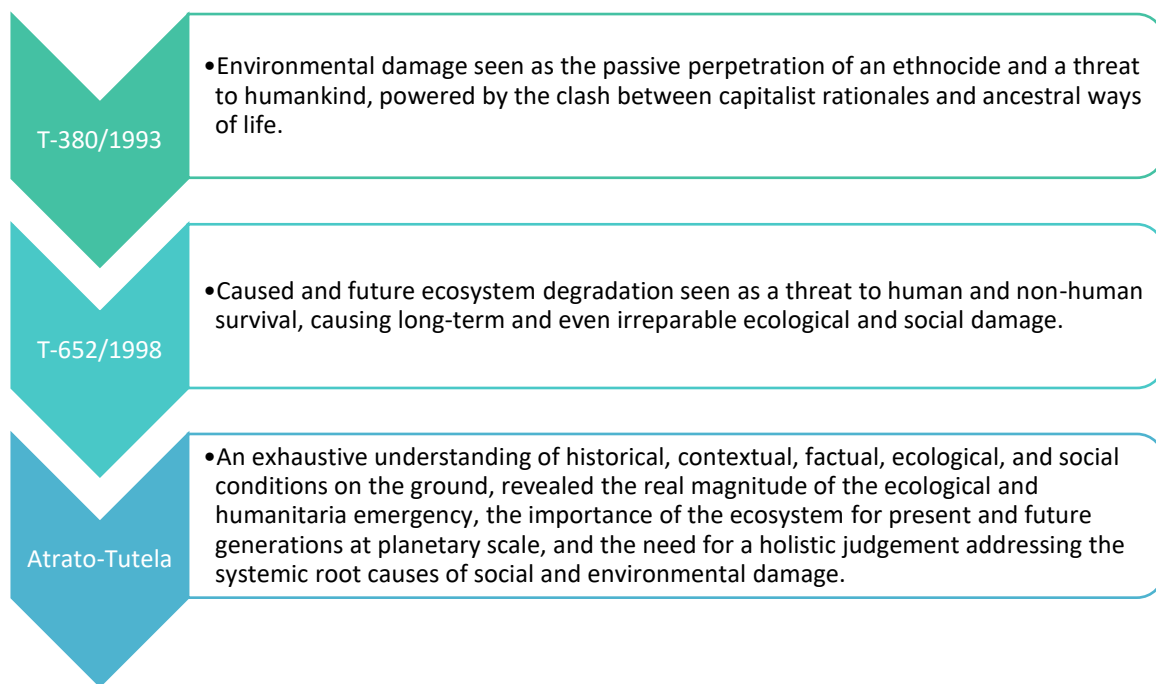 T-380/1993
•Environmental damage seen as the passive perpetration of an ethnocide and a threat
to humankind, powered by the clash between capitalist rationales and ancestral ways
of life.
T-652/1998
•Caused and future ecosystem degradation seen as a threat to human and non-human
survival, causing long-term and even irreparable ecological and social damage.
Atrato-Tutela
•An exhaustive understanding of historical, contextual, factual, ecological, and social
conditions on the ground, revealed the real magnitude of the ecological and
humanitaria emergency, the importance of the ecosystem for present and future
generations at planetary scale, and the need for a holistic judgement addressing the
systemic root causes of social and environmental damage.